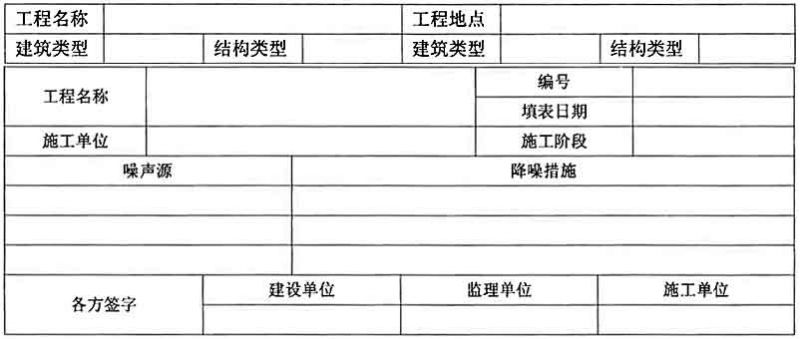 工程名称 工程地点
建筑类型 结构类型 建筑类型 结构类型
工程名称 编号
填表日期
施工单位 施工阶段
噪声源 降噪措施
各方签字 建设单位 监理单位 施工单位